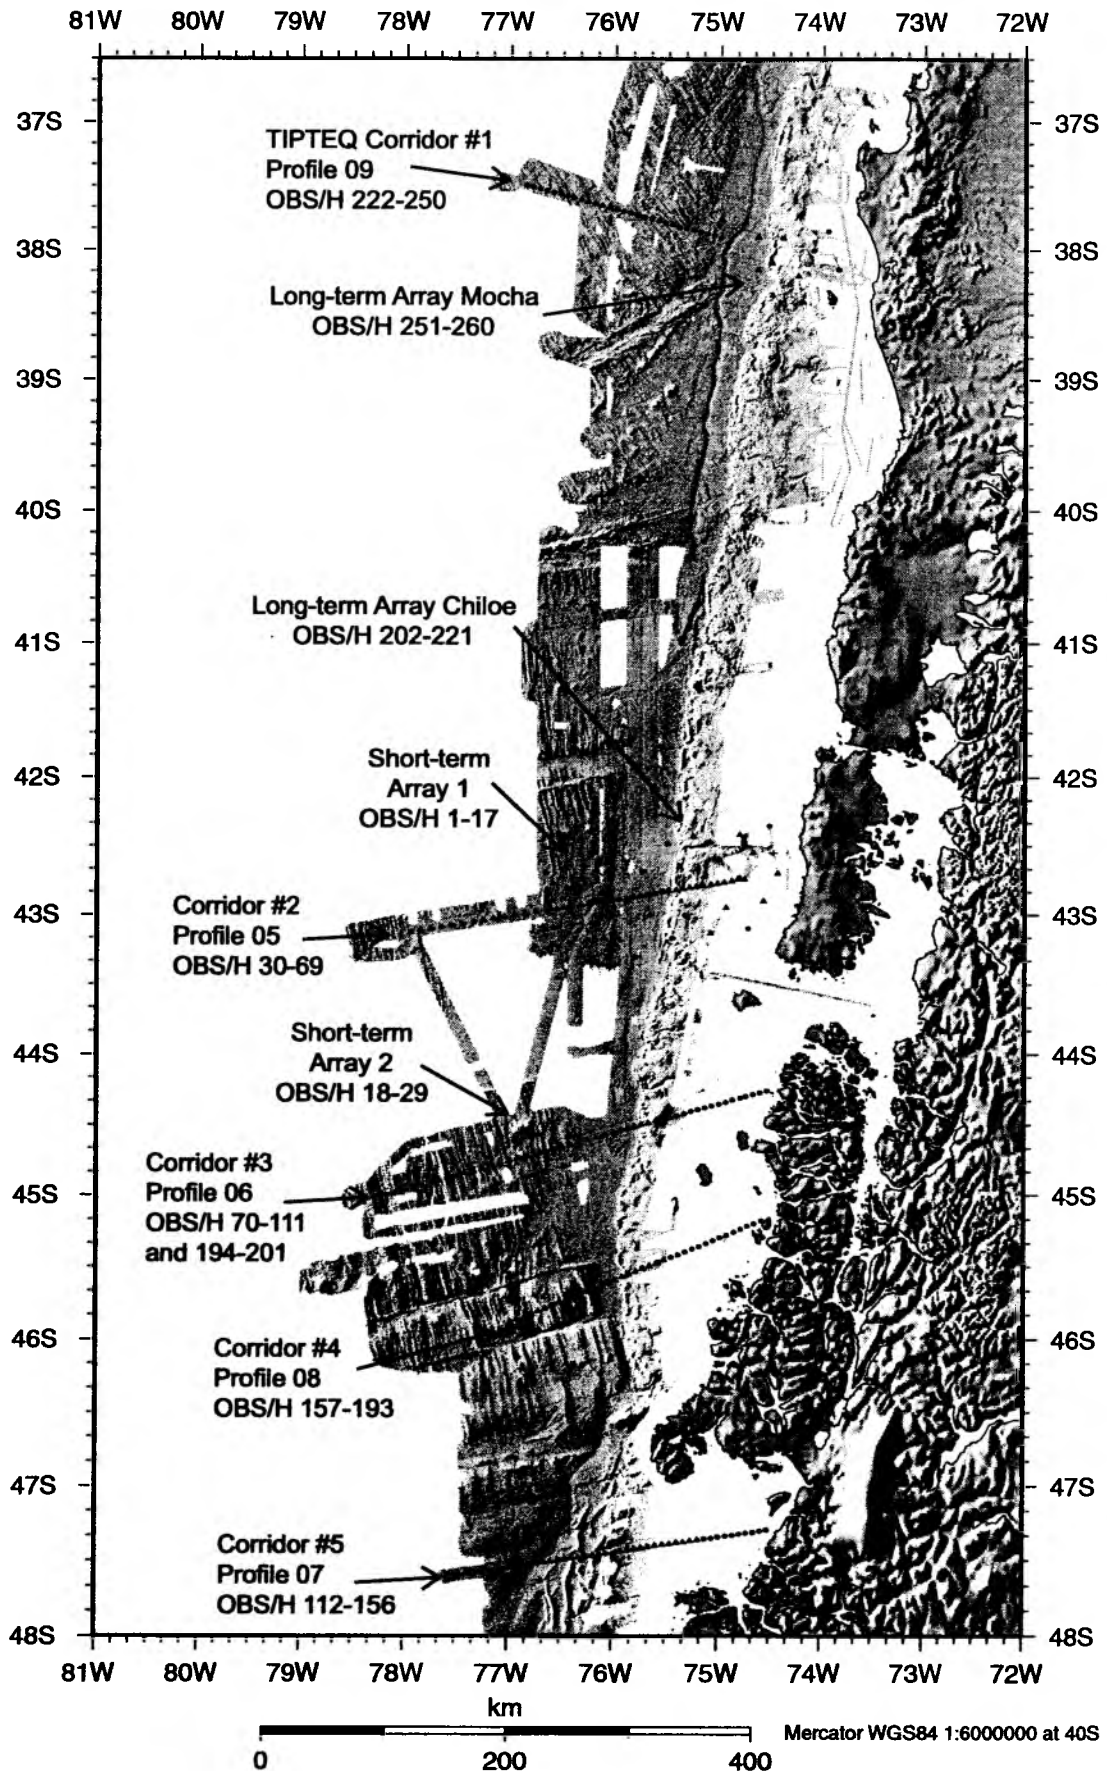 81W 80W 79W 78W 77W 76W 75W 74W 73W 72W
37S 37S
TIPTEQ Corridor #1
Profile 09
OBS/H 222-250
38S 38S
Long-term Array Mocha
OBS/H 251-260
39S 39S
40S 40S
Long-term Array Chiloe
OBS/H 202-221
41S 41S
Short-term
Array 1
OBS/H 1-17
42S 42S
Corridor #2
Profile 05
OBS/H 30-69
43S 43S
Short-term
Array 2
OBS/H 18-29
44S 44S
Corridor #3
Profile 06
OBS/H 70-111
and 194-201
45S 45S
Corridor #4
Profile 08
OBS/H 157-193
46S 46S
47S 47S
Corridor #5
Profile 07
OBS/H 112-156
48S 48S
81W 80W 79W 78W 77W 76W 75W 74W 73W 72W
km
Mercator WGS84 1:6000000 at 40S
0 200 400